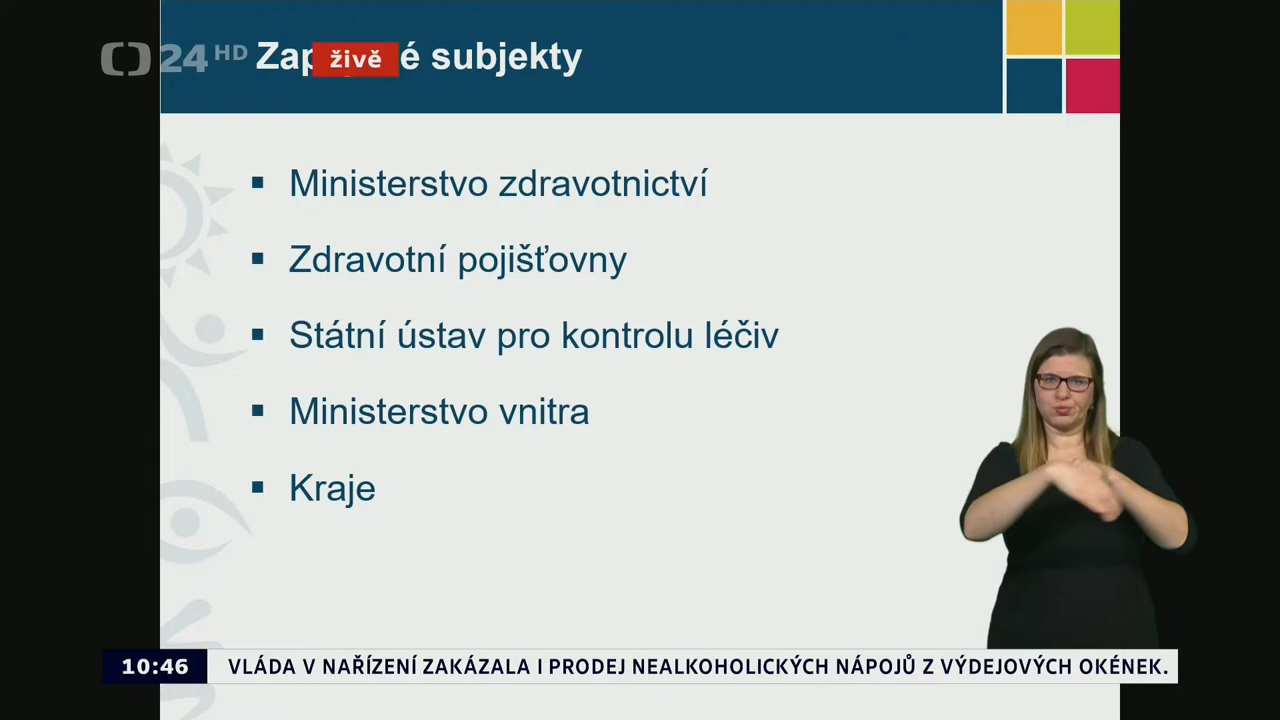 24 HD
živě
é subjekty
Ministerstvo zdravotnictví
Zdravotní pojišťovny
Státní ústav pro kontrolu léčiv
Ministerstvo vnitra
Kraje
10:46 VLÁDA V NAŘÍZENÍ ZAKÁZALA I PRODEJ NEALKOHOLICKÝCH NÁPOJŮ Z VÝDEJOVÝCH OKÉNEK.